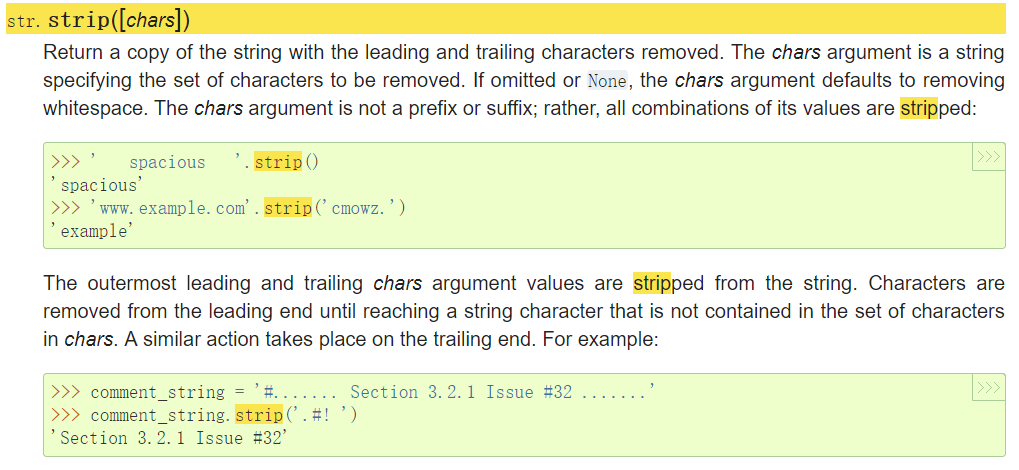 str.strip([chars])
Return a copy of the string with the leading and trailing characters removed. The chars argument is a string
specifying the set of characters to be removed. If omitted or None, the chars argument defaults to removing
whitespace. The chars argument is not a prefix or suffix; rather, all combinations of its values are stripped:
>>> '   spacious   '.strip()
>>>
'spacious'
>>> 'www.example.com'.strip('cmowz.')
'example'
The outermost leading and trailing chars argument values are stripped from the string. Characters are
removed from the leading end until reaching a string character that is not contained in the set of characters
in chars. A similar action takes place on the trailing end. For example:
>>> comment_string = '#....... Section 3.2.1 Issue #32 .......'
>>>
>>> comment_string.strip('.#! ')
'Section 3.2.1 Issue #32'